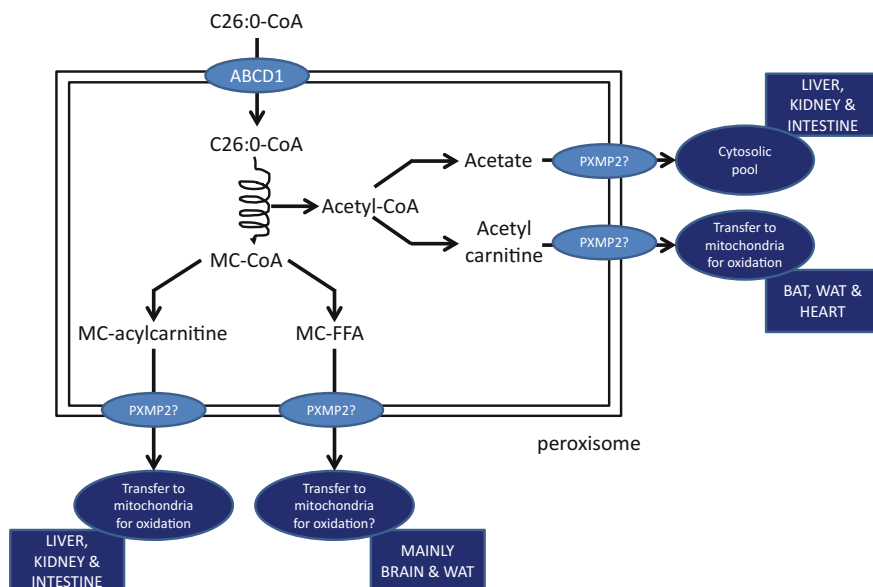 C26:0-CoA
ABCD1
C26:0-CoA
Acetyl-CoA
MC-CoA
Acetate
PXMP2?
Cytosolic
pool
LIVER,
KIDNEY &
INTESTINE
Acetyl
carnitine
PXMP2?
Transfer to
mitochondria
for oxidation
BAT, WAT &
HEART
MC-acylcarnitine
MC-FFA
PXMP2?
PXMP2?
peroxisome
Transfer to
mitochondria
for oxidation
LIVER,
KIDNEY &
INTESTINE
Transfer to
mitochondria
for oxidation?
MAINLY
BRAIN & WAT